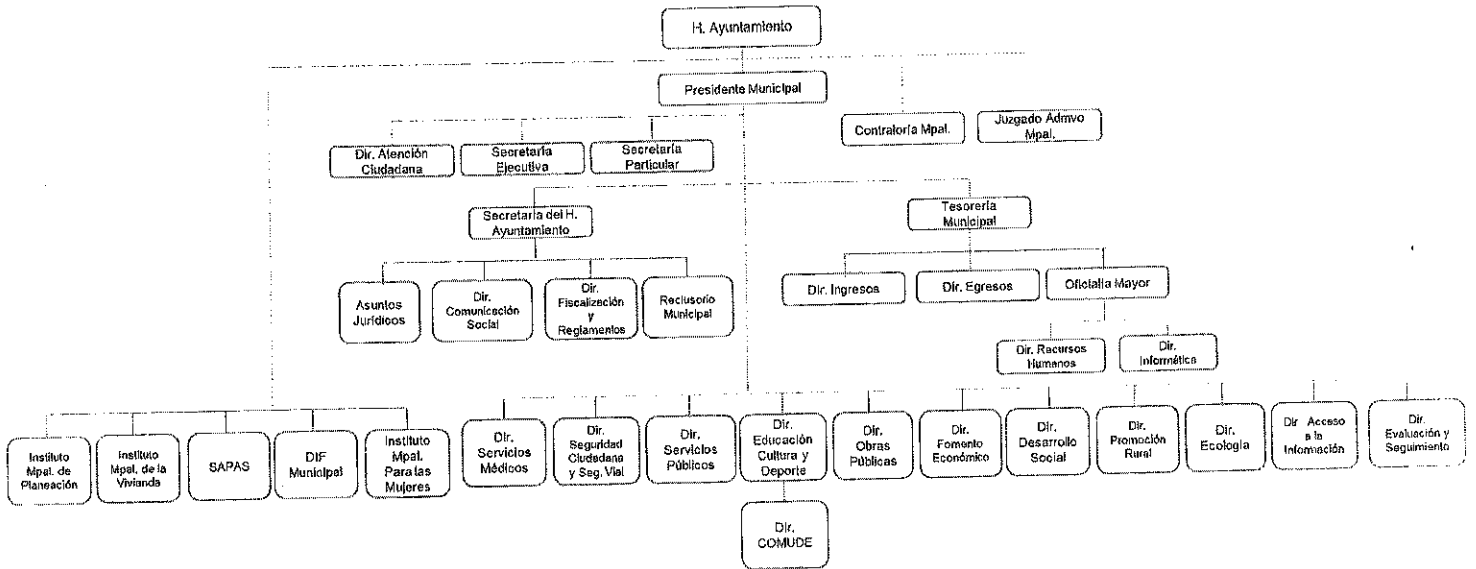 H. Ayuntamiento
Presidente Municipal
Contraloría Mpal.
Juzgado Admvo
Mpal.
Dir. Atención
Ciudadana
Secretaría
Ejecutiva
Secretaría
Particular
Secretaría del H.
Ayuntamiento
Tesorería
Municipal
Asuntos
Jurídicos
Dir.
Comunicación
Social
Dir.
Fiscalización
y
Reglamentos
Reclusorio
Municipal
Dir. Ingresos
Dir. Egresos
Oficialía Mayor
Dir. Recursos
Humanos
Dir.
Informática
Instituto
Mpal. de
Planeación
Instituto
Mpal. de la
Vivianda
SAPAS
DIF
Municipal
Instituto
Mpal.
Para las
Mujeres
Dir.
Servicios
Médicos
Dir.
Seguridad
Ciudadana
y Seg. Vial
Dir.
Servicios
Públicos
Dir.
Educación
Cultura y
Deporte
Dir.
Obras
Públicas
Dir.
Fomento
Económico
Dir.
Desarrollo
Social
Dir.
Promoción
Rural
Dir.
Ecología
Dir. Acceso
a la
Información
Dir.
Evaluación y
Seguimiento
Dir.
COMUDE